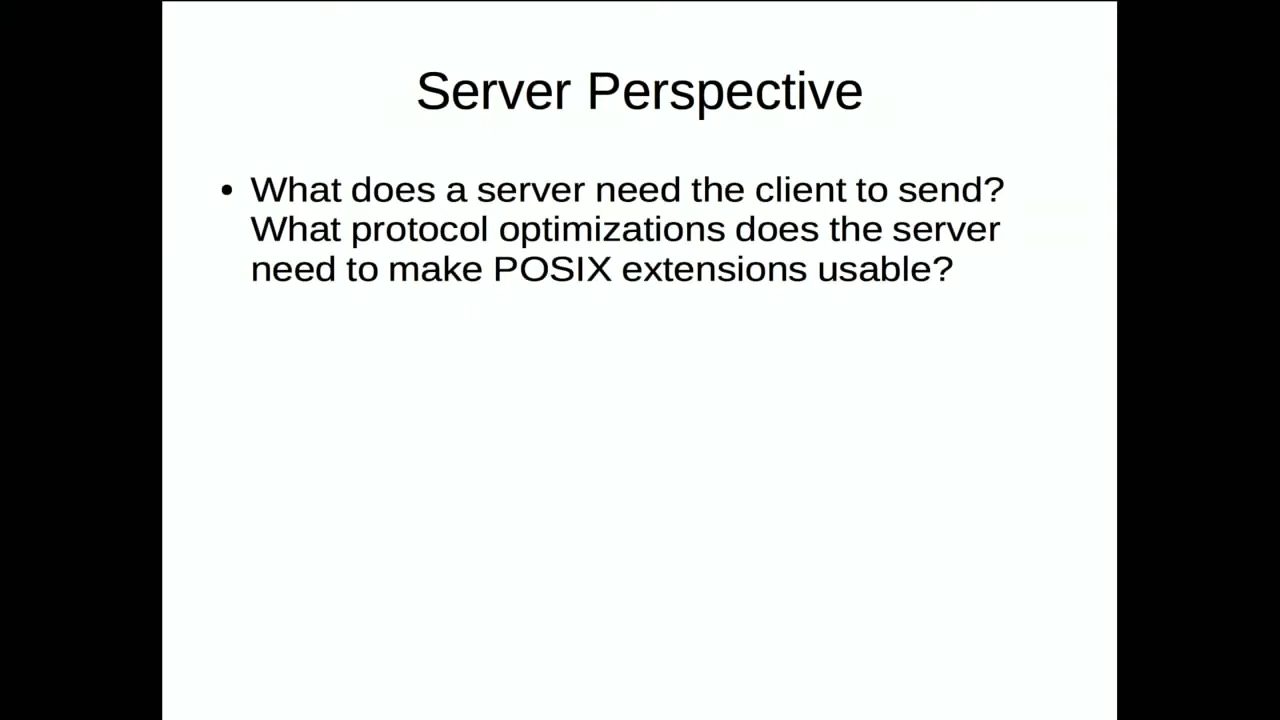 Server Perspective
• What does a server need the client to send?
What protocol optimizations does the server
need to make POSIX extensions usable?